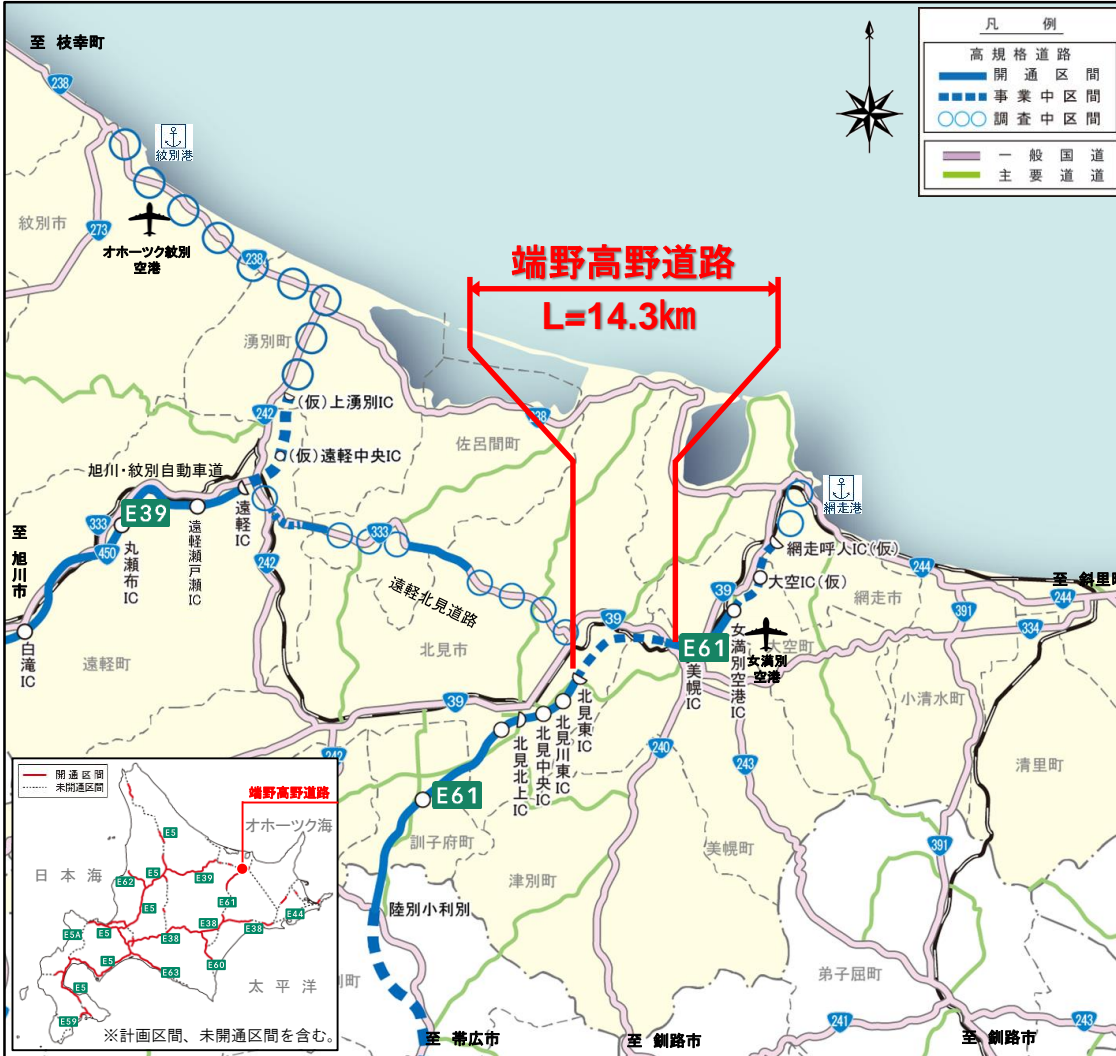 至 枝幸町
238
紋別港
紋別市
273
オホーツク紋別
空港
238
凡 例
高規格道路
開通区間
事業中区間
調査中区間
一般国道
主要道道
端野高野道路
L=14.3km
湧別町
(仮)上湧別IC
242
238
佐呂間町
(仮)遠軽中央IC
旭川・紋別自動車道
E39
遠軽IC
遠軽瀬戸瀬IC
丸瀬布IC
333
450
至 旭川市
白滝IC
遠軽町
242
333
遠軽北見道路
北見市
39
39
網走港
網走呼人IC(仮)
大空IC(仮)
網走市
244
至 斜里町
244
391
334
39
E61
美幌IC
女満別空港IC
女満別
空港
大空町
小清水町
清里町
北見東IC
北見川東IC
北見中央IC
北見北上IC
E61
240
243
242
391
訓子府町
津別町
美幌町
陸別小利別
弟子屈町
241
243
至 帯広市
至 釧路市
至 釧路市
開通区間
未開通区間
端野高野道路
オホーツク海
日本海
太平洋
E5
E62
E5
E39
E61
E5
E38
E44
E5A
E5
E38
E38
E5
E63
E60
E5
E59
※計画区間、未開通区間を含む。